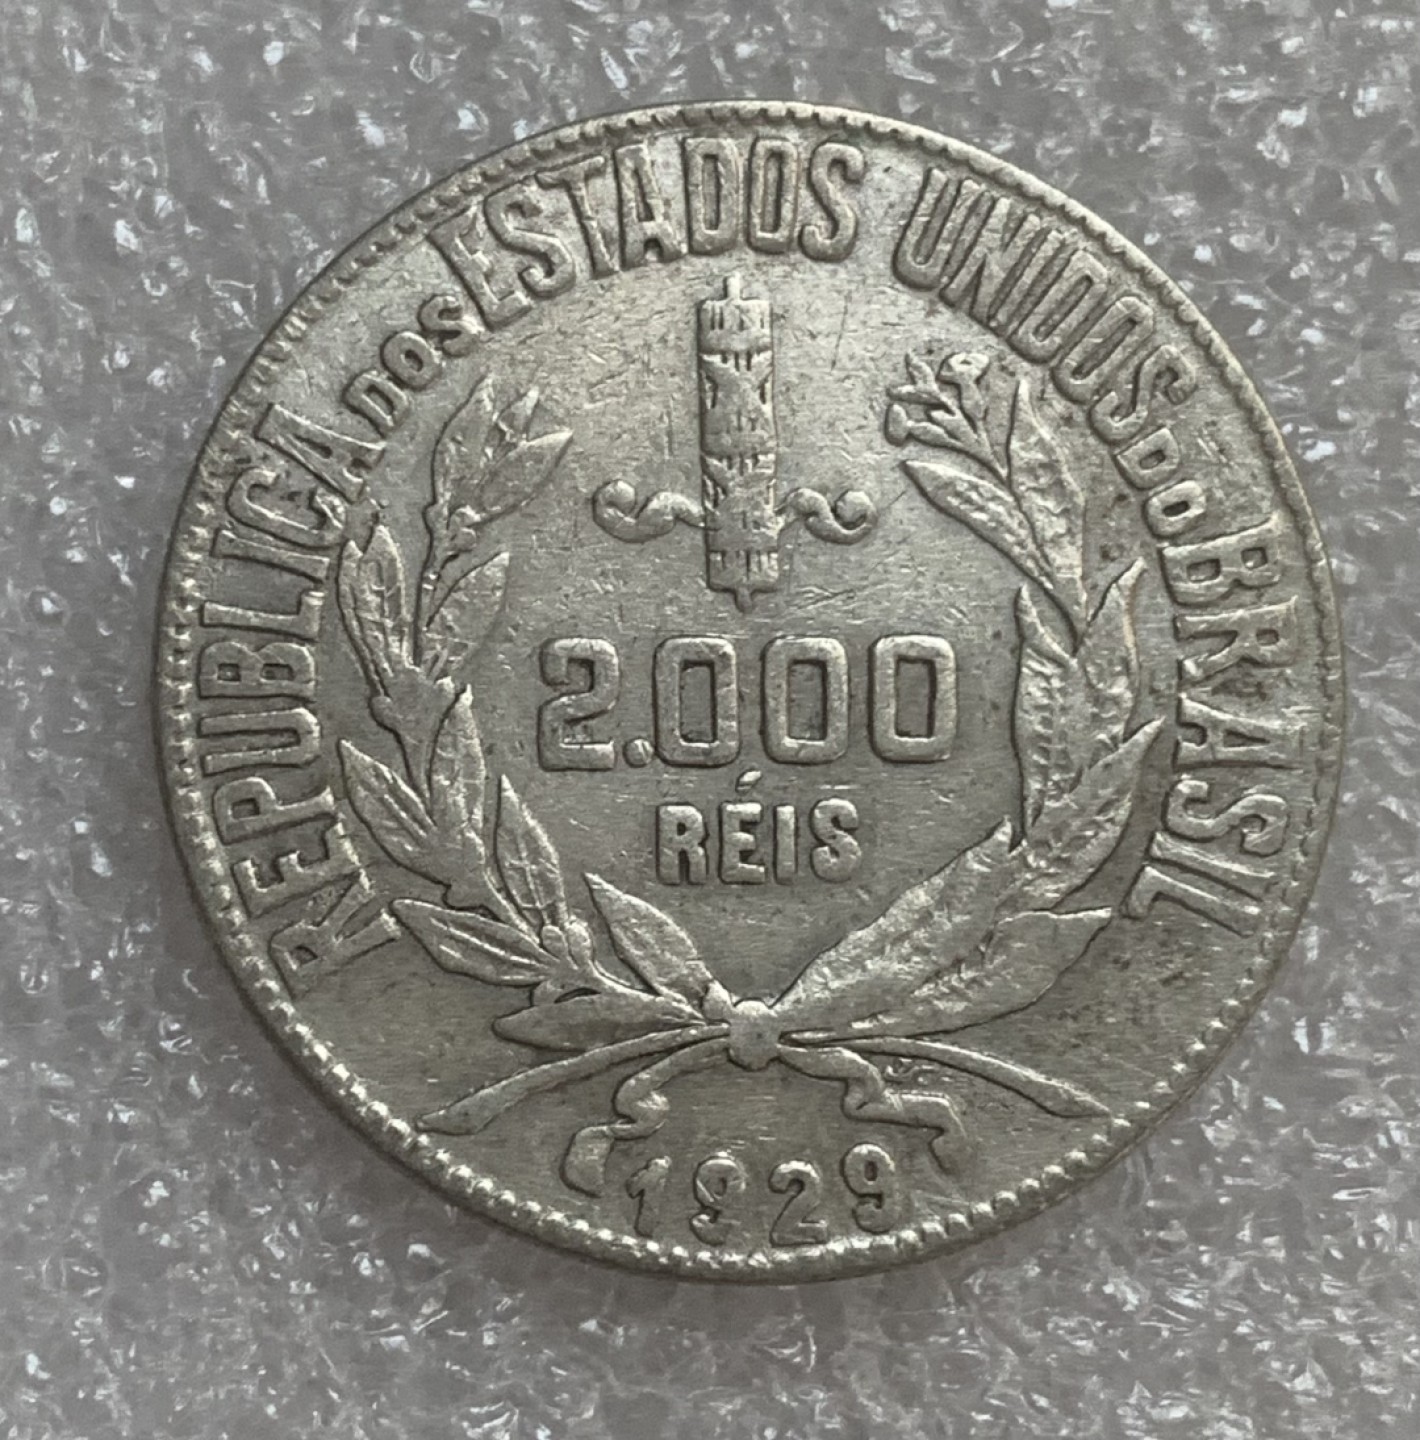 REPUBLICA DOS ESTADOS UNIDOS DO BRASIL
2.000
RÉIS
1929